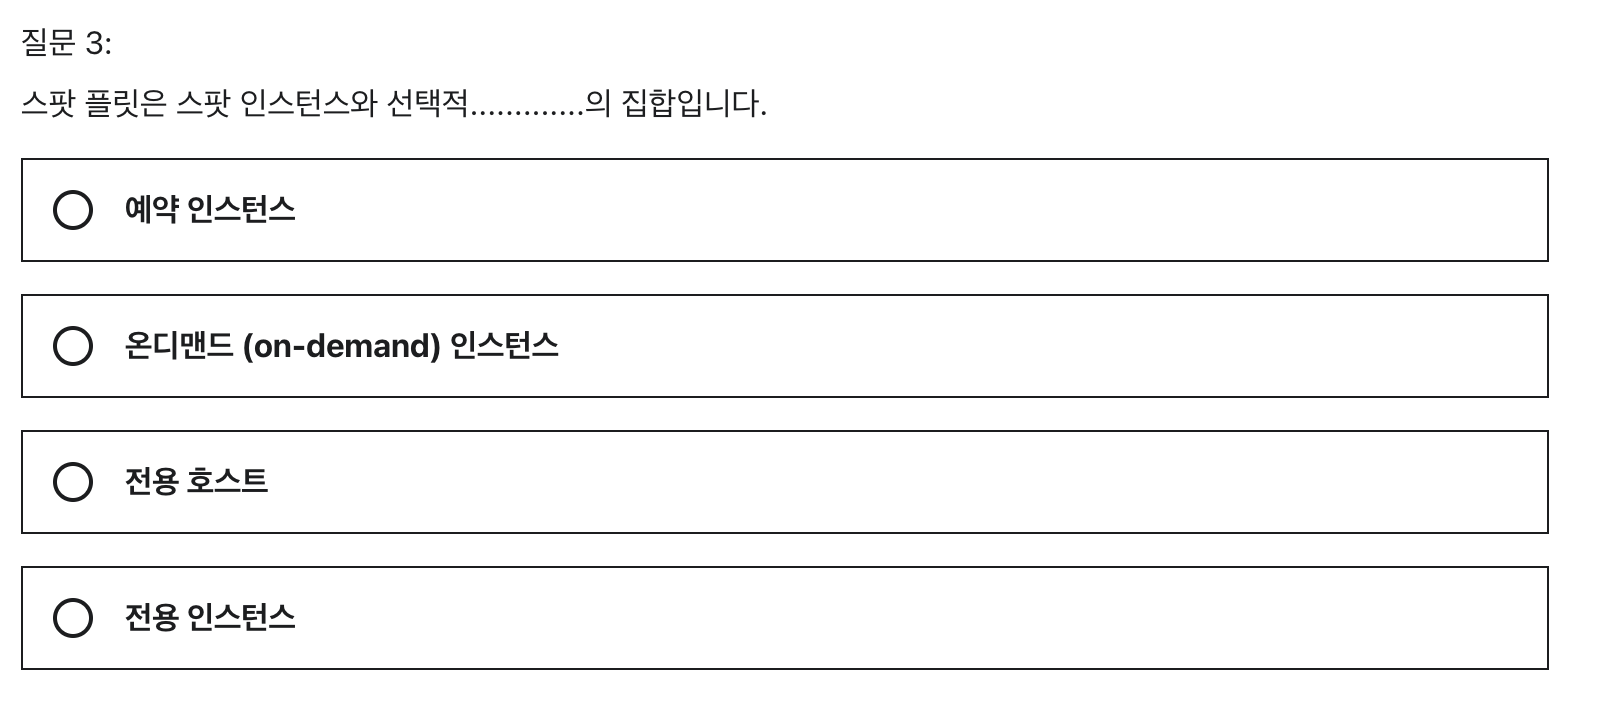 질문 3:
스팟 플릿은 스팟 인스턴스와 선택적.............의 집합입니다.
예약 인스턴스
온디맨드 (on-demand) 인스턴스
전용 호스트
전용 인스턴스